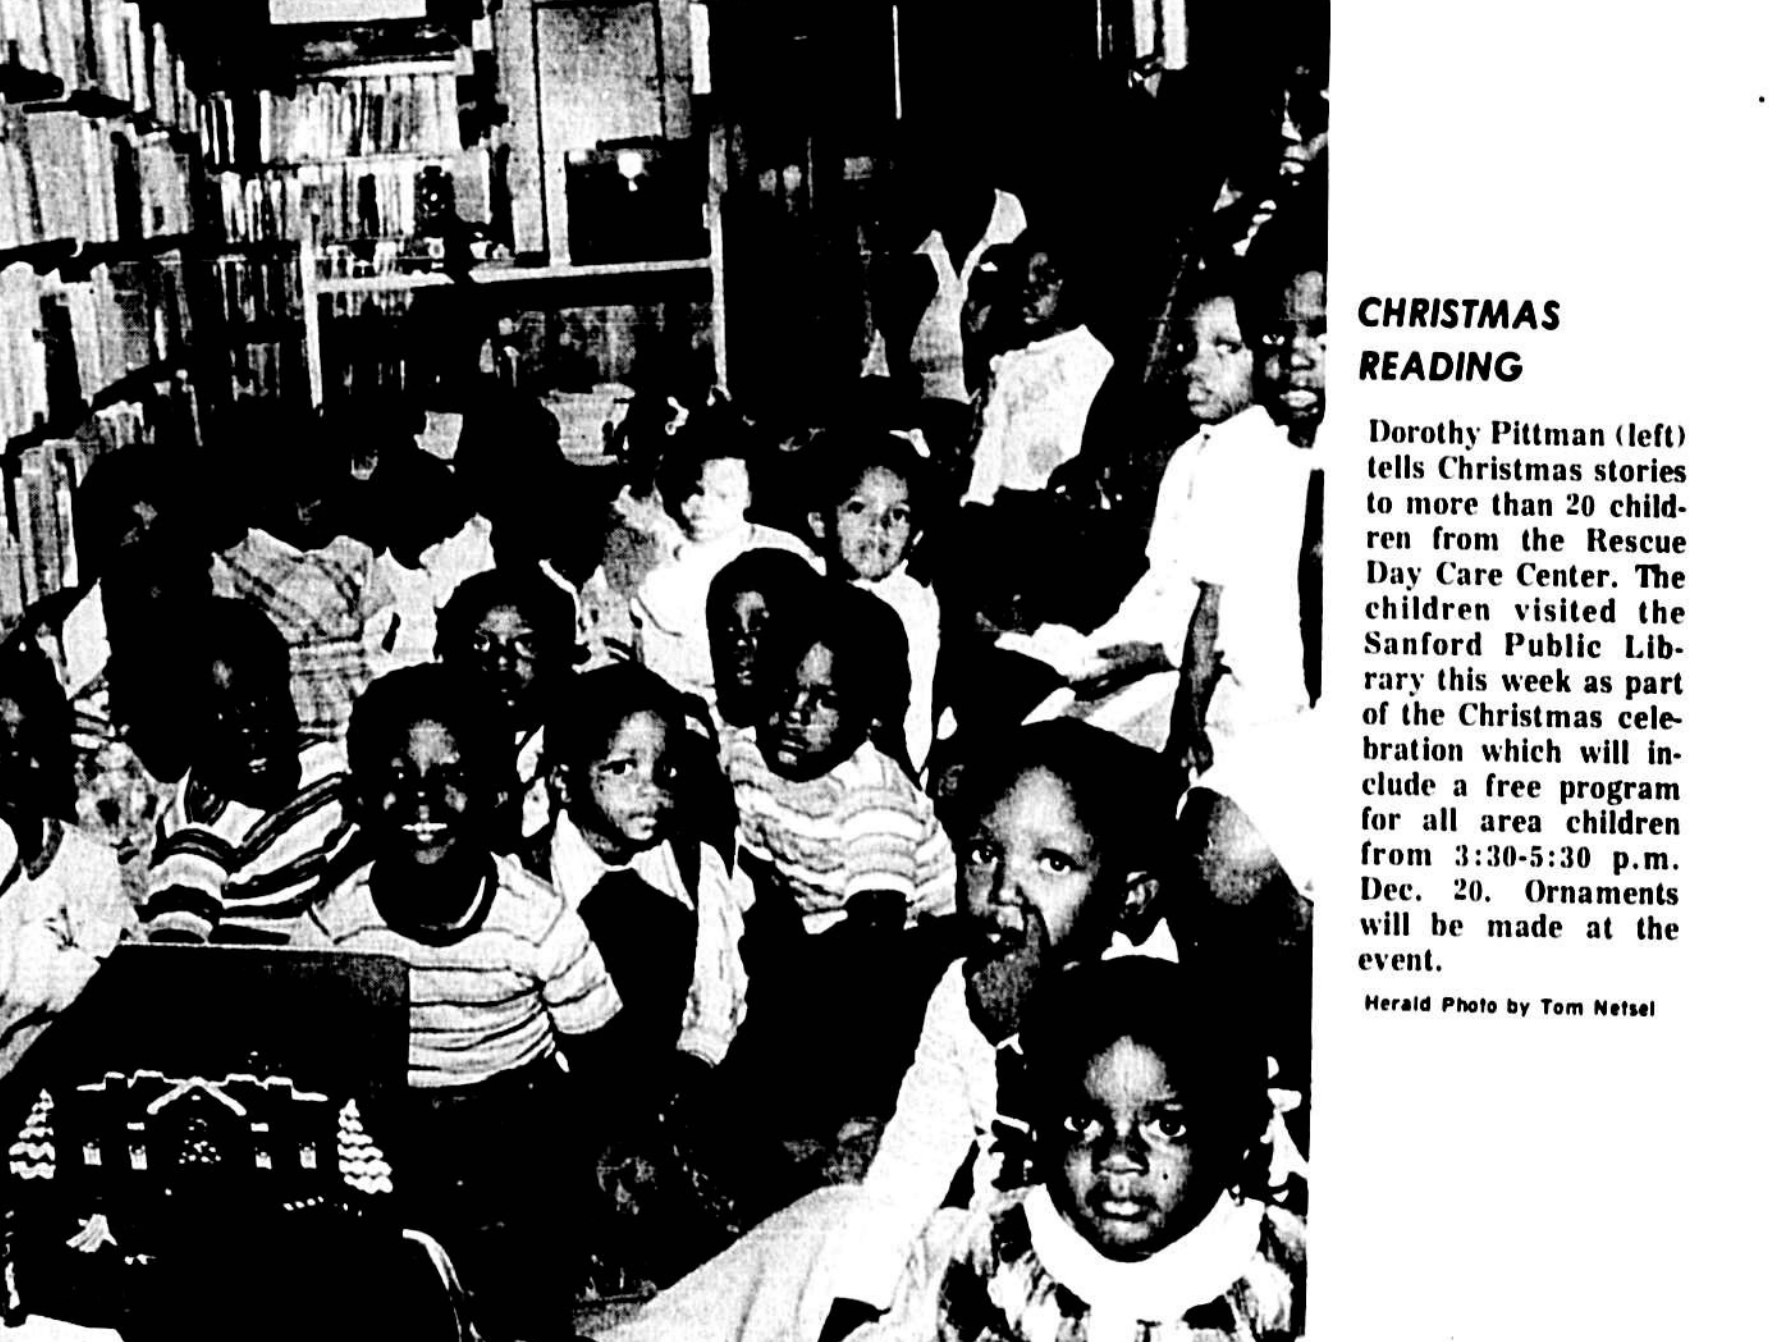 CHRISTMAS
READING
Dorothy Pittman (left)
tells Christmas stories
to more than 20 child-
ren from the Rescue
Day Care Center. The
children visited the
Sanford Public Lib-
rary this week as part
of the Christmas cele-
bration which will in-
clude a free program
for all area children
from 3:30-5:30 p.m.
Dec. 20. Ornaments
will be made at the
event.
Herald Photo by Tom Netsel